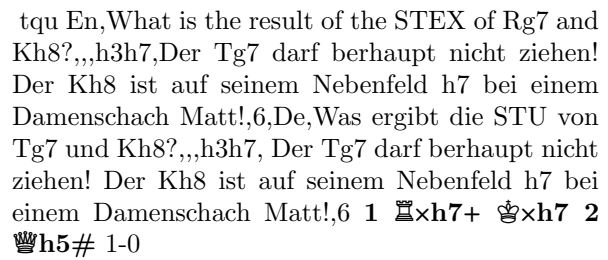 tqu En,What is the result of the STEX of Rg7 and
Kh8?,,,h3h7,Der Tg7 darf berhaupt nicht ziehen!
Der Kh8 ist auf seinem Nebenfeld h7 bei einem
Damenschach Matt!,6,De,Was ergibt die STU von
Tg7 und Kh8?,,,h3h7, Der Tg7 darf berhaupt nicht
ziehen! Der Kh8 ist auf seinem Nebenfeld h7 bei
einem Damenschach Matt!,6 1 ♖×h7+ ♔×h7 2
♕h5# 1-0